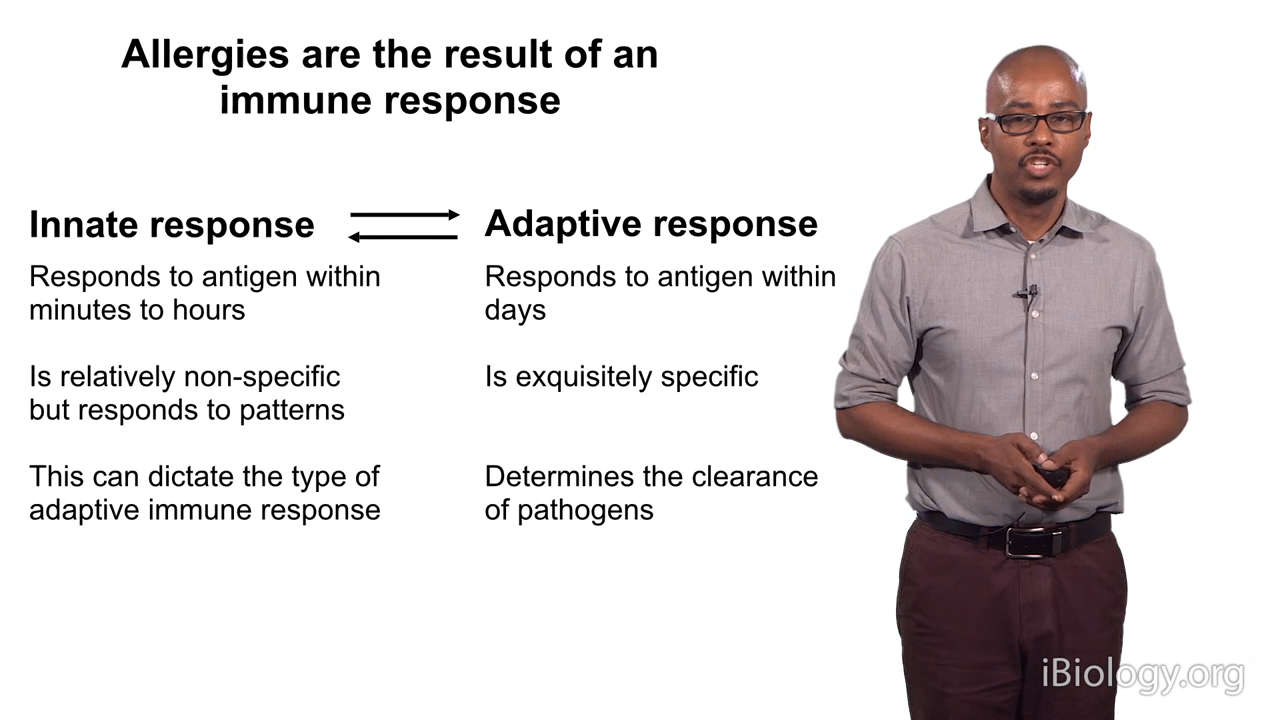 Allergies are the result of an
immune response
Innate response
Responds to antigen within
minutes to hours
Is relatively non-specific
but responds to patterns
This can dictate the type of
adaptive immune response
Adaptive response
Responds to antigen within
days
Is exquisitely specific
Determines the clearance
of pathogens
iBiology.org